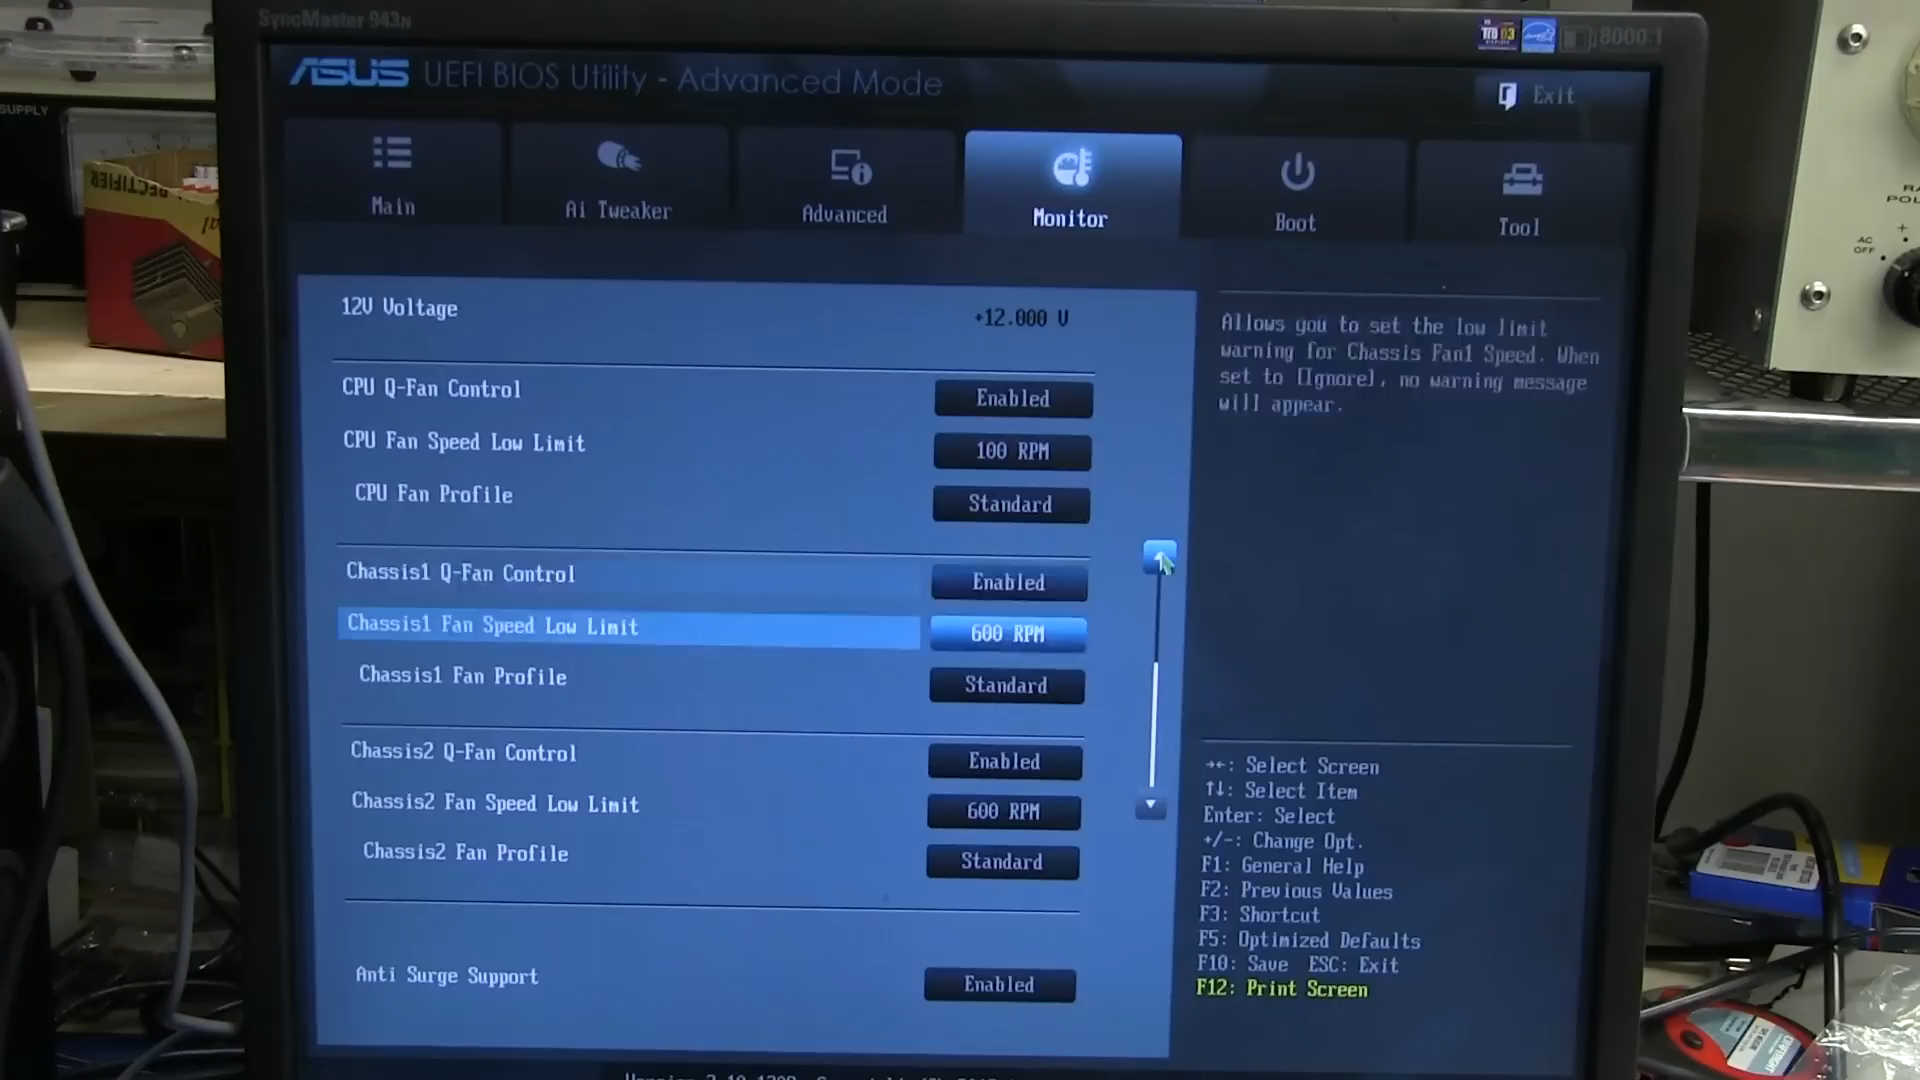 SyncMaster 943N
8000:1
ASUS UEFI BIOS Utility - Advanced Mode
Exit
Main
Ai Tweaker
Advanced
Monitor
Boot
Tool
SUPPLY
RECTIFIER
AC
OFF
12V Voltage
+12.000 V
CPU Q-Fan Control
Enabled
CPU Fan Speed Low Limit
100 RPM
CPU Fan Profile
Standard
Chassis1 Q-Fan Control
Enabled
Chassis1 Fan Speed Low Limit
600 RPM
Chassis1 Fan Profile
Standard
Chassis2 Q-Fan Control
Enabled
Chassis2 Fan Speed Low Limit
600 RPM
Chassis2 Fan Profile
Standard
Anti Surge Support
Enabled
Allows you to set the low limit
warning for Chassis Fan1 Speed. When
set to [Ignore], no warning message
will appear.
→←: Select Screen
↑↓: Select Item
Enter: Select
+/-: Change Opt.
F1: General Help
F2: Previous Values
F3: Shortcut
F5: Optimized Defaults
F10: Save ESC: Exit
F12: Print Screen